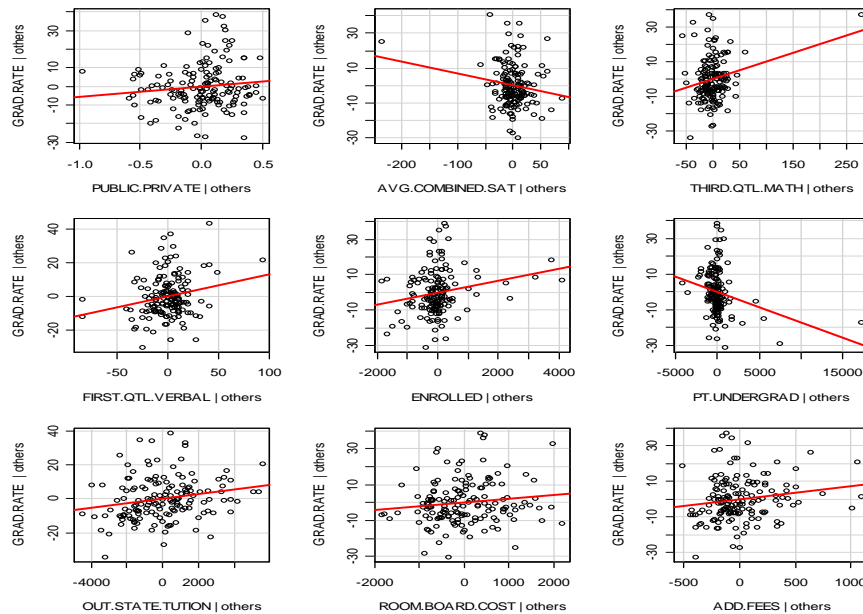 GRAD.RATE | others
-30 -10 0 10 30
-1.0 -0.5 0.0 0.5
PUBLIC.PRIVATE | others
GRAD.RATE | others
-30 -10 10 30
-200 -100 0 50
AVG.COMBINED.SAT | others
GRAD.RATE | others
-30 -10 10 30
-50 0 50 150 250
THIRD.QTL.MATH | others
GRAD.RATE | others
-20 0 20 40
-50 0 50 100
FIRST.QTL.VERBAL | others
GRAD.RATE | others
-30 -10 10 30
-2000 0 1000 2000 4000
ENROLLED | others
GRAD.RATE | others
-30 -10 10 30
-5000 0 5000 15000
PT.UNDERGRAD | others
GRAD.RATE | others
-20 0 20 40
-4000 0 2000
OUT.STATE.TUTION | others
GRAD.RATE | others
-30 -10 10 30
-2000 -1000 0 1000 2000
ROOM.BOARD.COST | others
GRAD.RATE | others
-30 -10 10 30
-500 0 500 1000
ADD.FEES | others